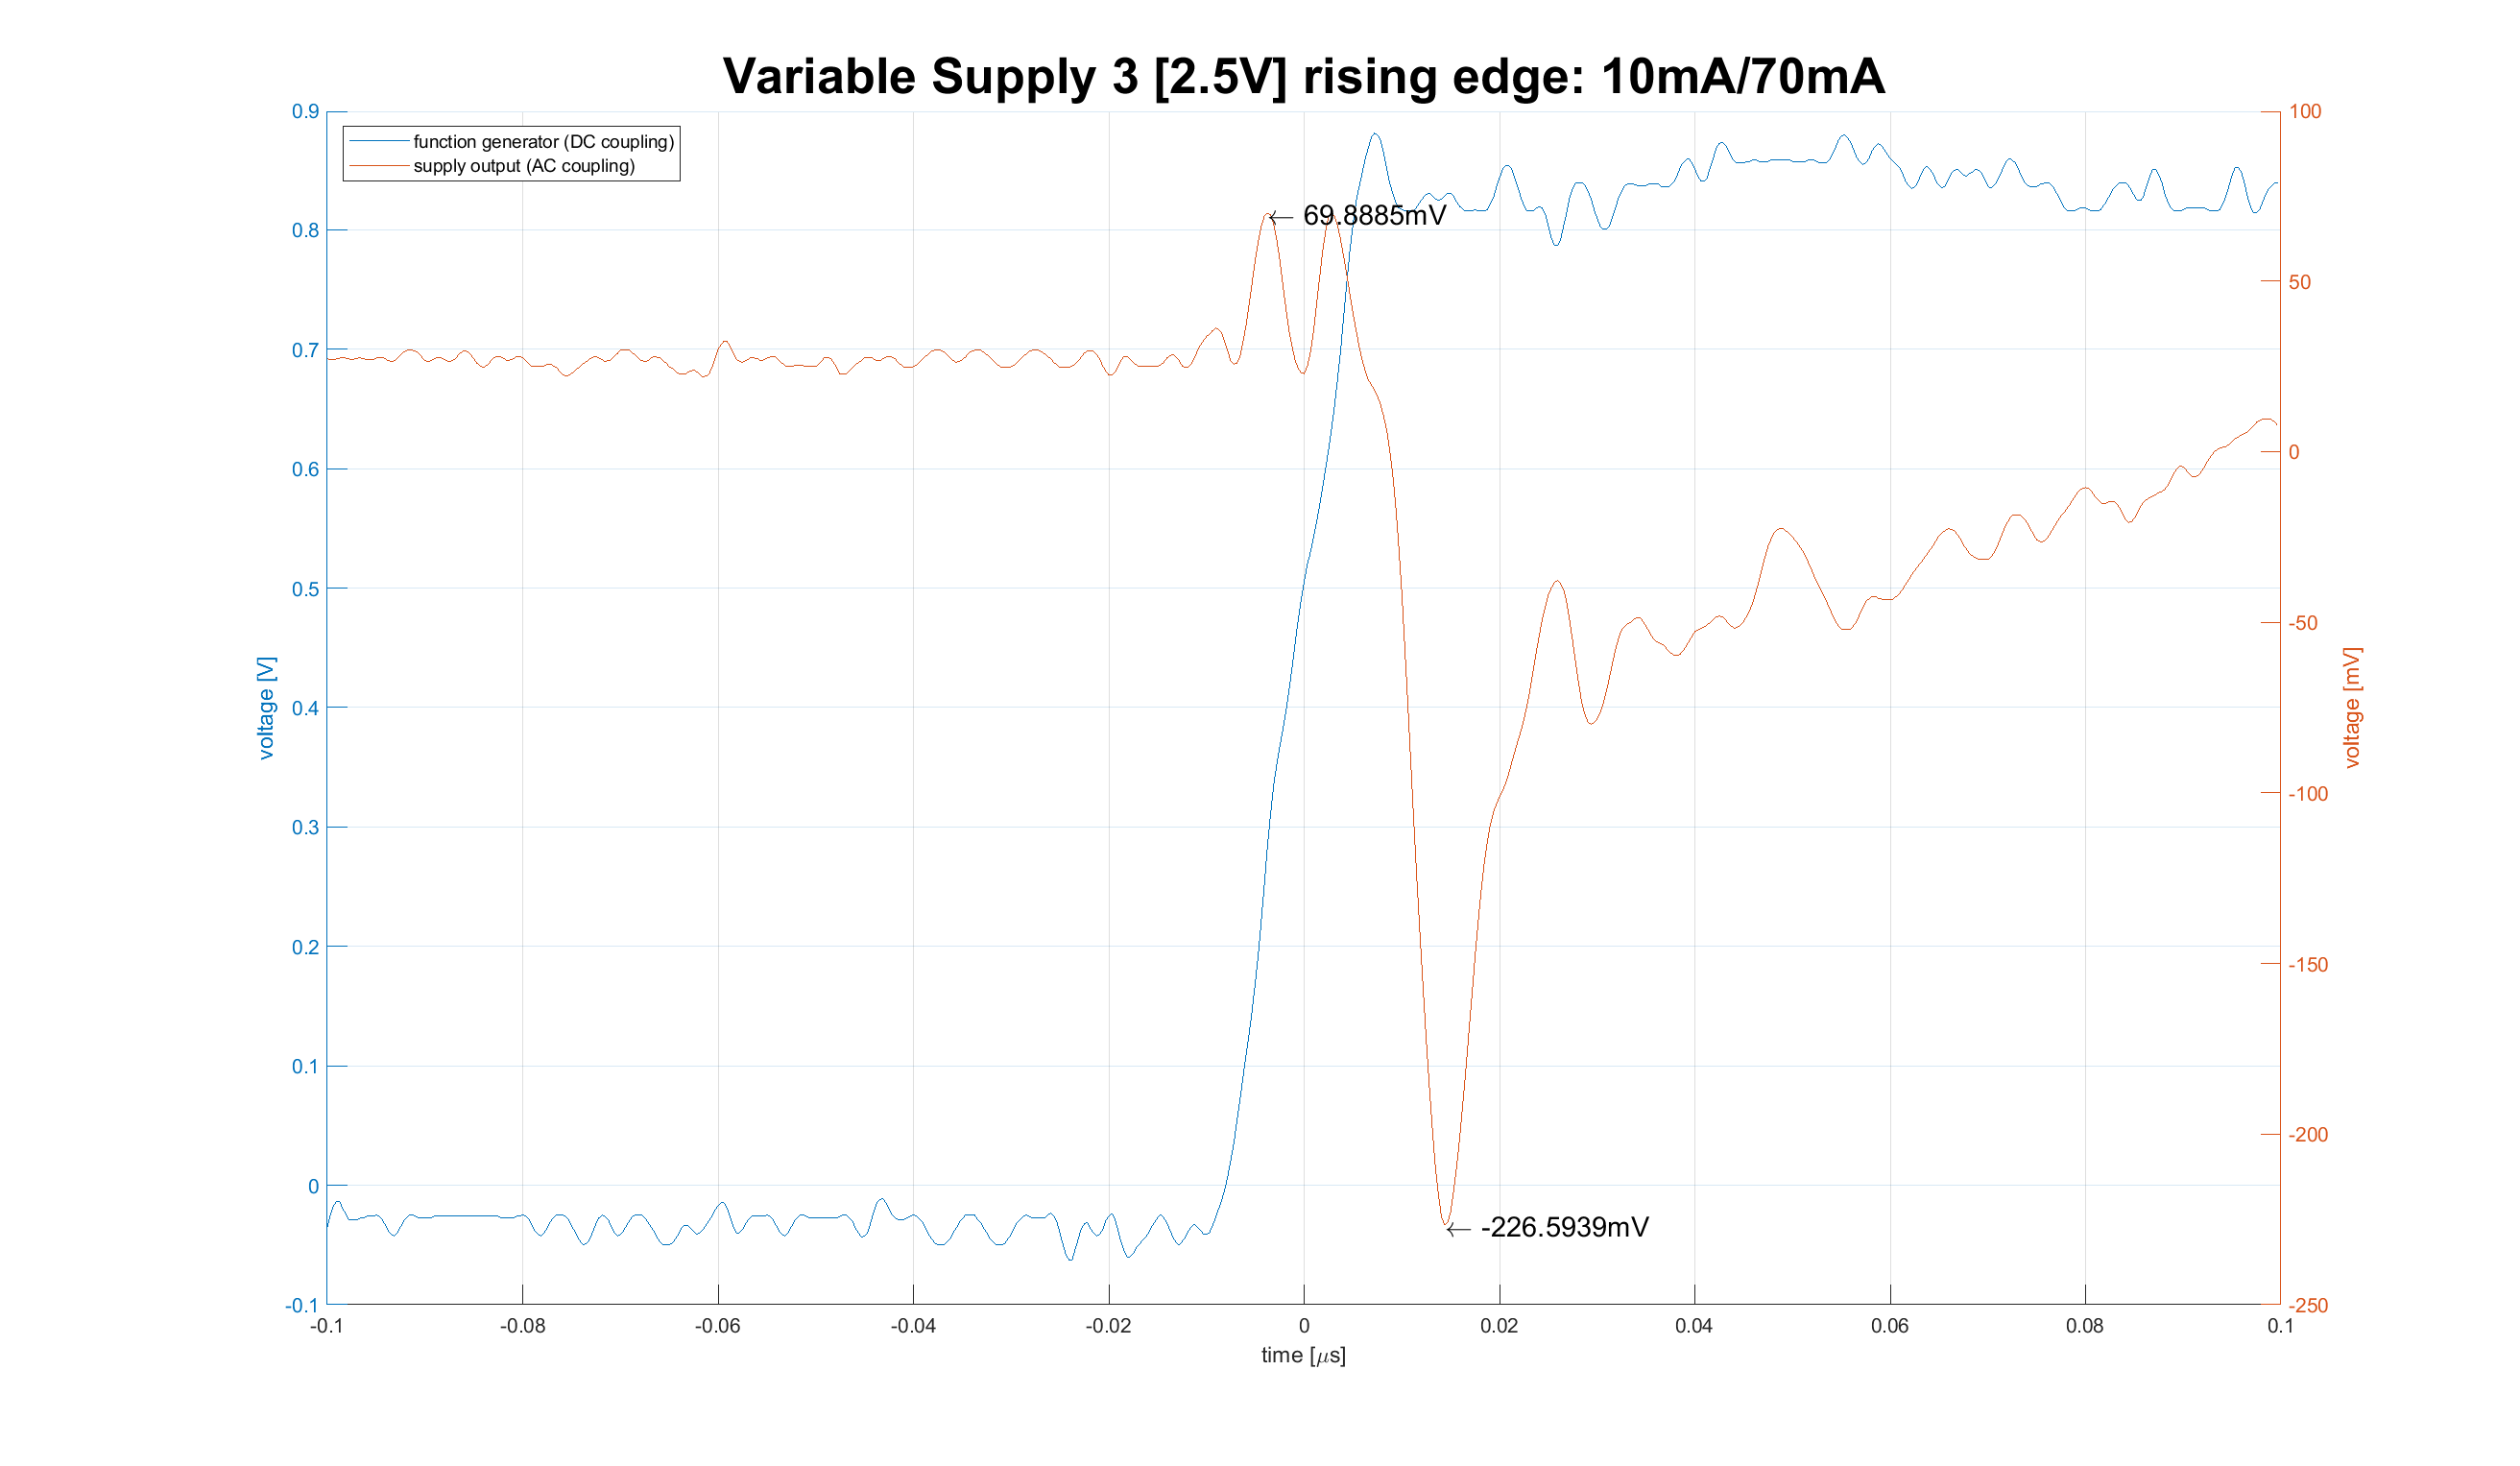 Variable Supply 3 [2.5V] rising edge: 10mA/70mA
function generator (DC coupling)
supply output (AC coupling)
0.9
0.8
0.7
0.6
0.5
0.4
0.3
0.2
0.1
0
-0.1
voltage [V]
← 69.8885mV
← -226.5939mV
100
50
0
-50
-100
-150
-200
-250
voltage [mV]
-0.1 -0.08 -0.06 -0.04 -0.02 0 0.02 0.04 0.06 0.08 0.1
time [μs]